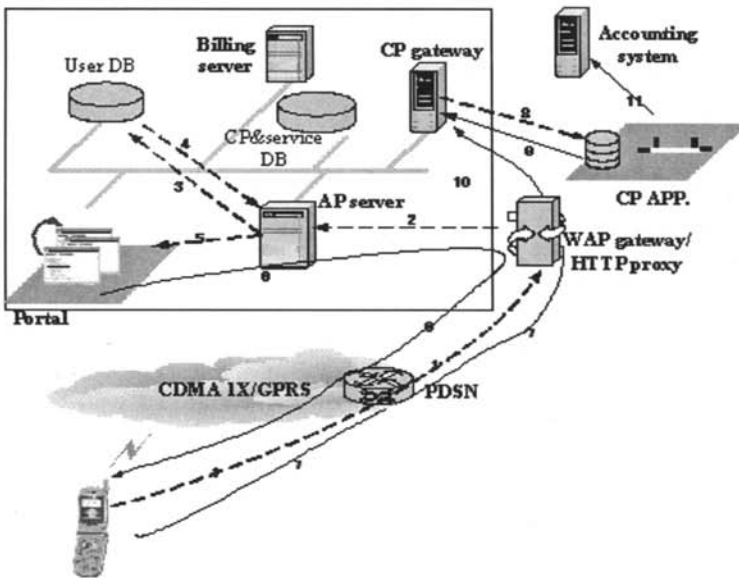 Billing
server
CP gateway
Accounting
system
User DB
11
8
4
CP&service
DB
9
3
10
CP APP.
AP server
2
WAP gateway/
HTTP proxy
5
6
Portal
7
1
CDMA 1X/GPRS
PDSN
7